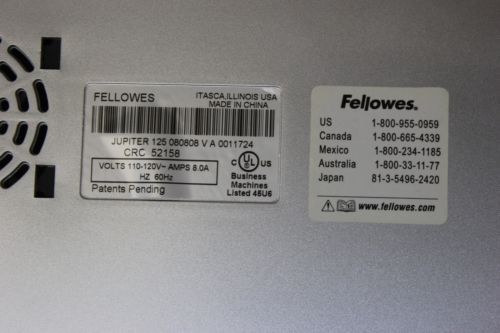 FELLOWES
ITASCA, ILLINOIS USA
MADE IN CHINA
JUPITER 125 080808 V A 0011724
CRC 52158
VOLTS 110-120V~ AMPS 8.0A
HZ 60Hz
Patents Pending
C UL US
LISTED
Business
Machines
Listed 45U6
Fellowes.
US 1-800-955-0959
Canada 1-800-665-4339
Mexico 1-800-234-1185
Australia 1-800-33-11-77
Japan 81-3-5496-2420
www.fellowes.com